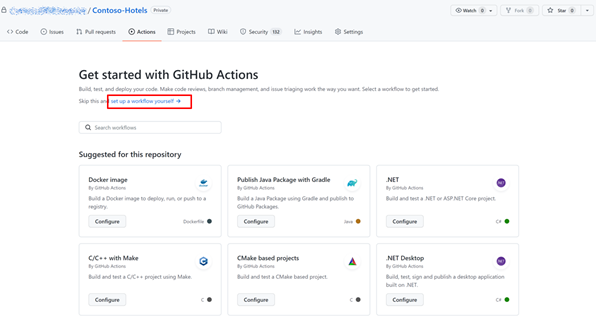 / Contoso-Hotels Private
Watch 0 Fork 0 Star 0
Code Issues Pull requests Actions Projects Wiki Security 152 Insights Settings
Get started with GitHub Actions
Build, test, and deploy your code. Make code reviews, branch management, and issue triaging work the way you want. Select a workflow to get started.
Skip this and set up a workflow yourself →
Search workflows
Suggested for this repository
Docker image
By GitHub Actions
Build a Docker image to deploy, run, or push to a
registry.
Configure Dockerfile
Publish Java Package with Gradle
By GitHub Actions
Build a Java Package using Gradle and publish to
GitHub Packages.
Configure Java
.NET
By GitHub Actions
Build and test a .NET or ASP.NET Core project.
Configure C#
C/C++ with Make
By GitHub Actions
Build and test a C/C++ project using Make.
Configure C
CMake based projects
By GitHub Actions
Build and test a CMake based project.
Configure C
.NET Desktop
By GitHub Actions
Build, test, sign and publish a desktop application
built on .NET.
Configure C#